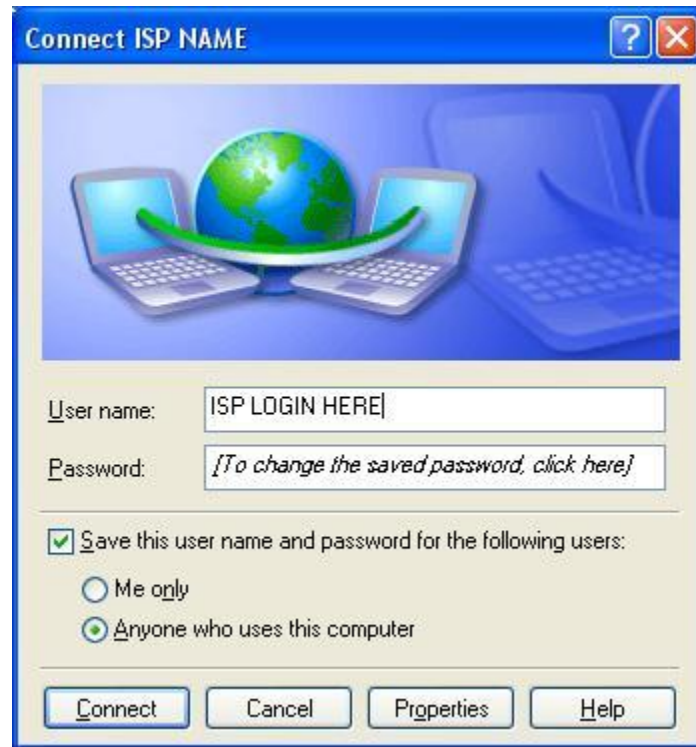 Connect ISP NAME
User name: ISP LOGIN HERE
Password: [To change the saved password, click here]
Save this user name and password for the following users:
Me only
Anyone who uses this computer
Connect Cancel Properties Help